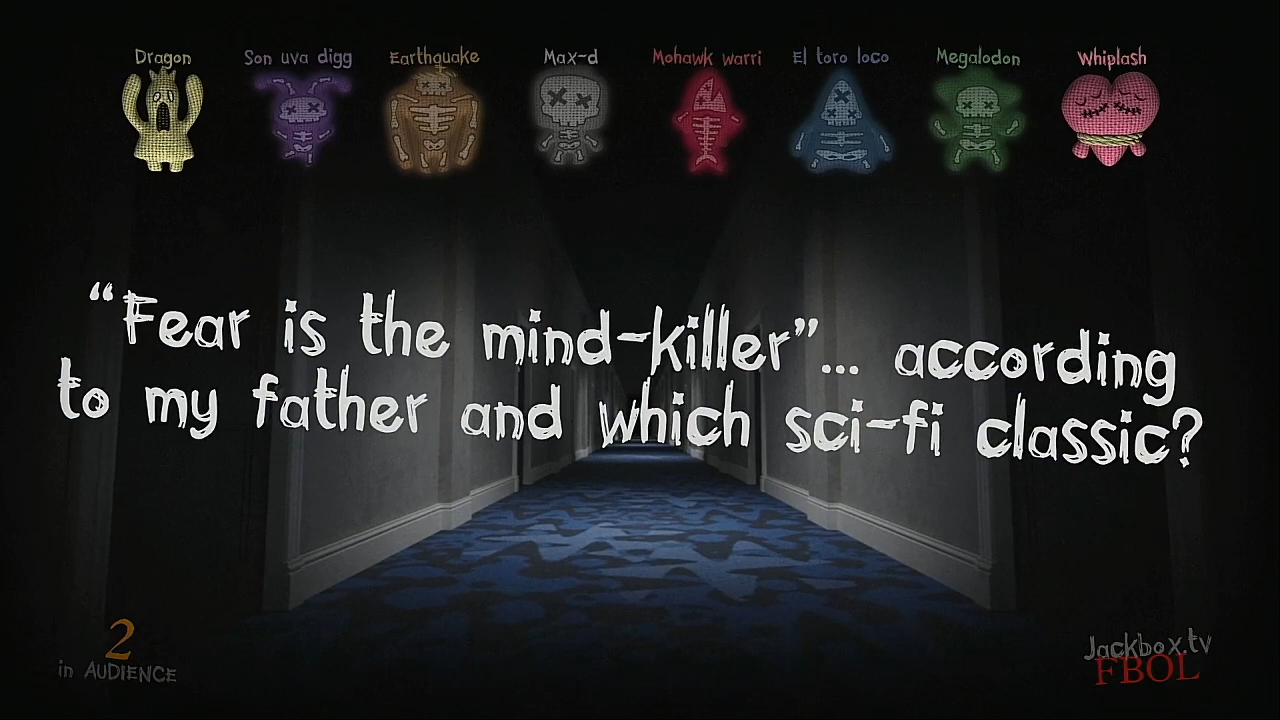 Dragon
Son uva digg
Earthquake
Max-d
Mohawk warri
El toro loco
Megalodon
Whiplash
“Fear is the mind-killer”... according
to my father and which sci-fi classic?
2
in AUDIENCE
Jackbox.tv
FBOL